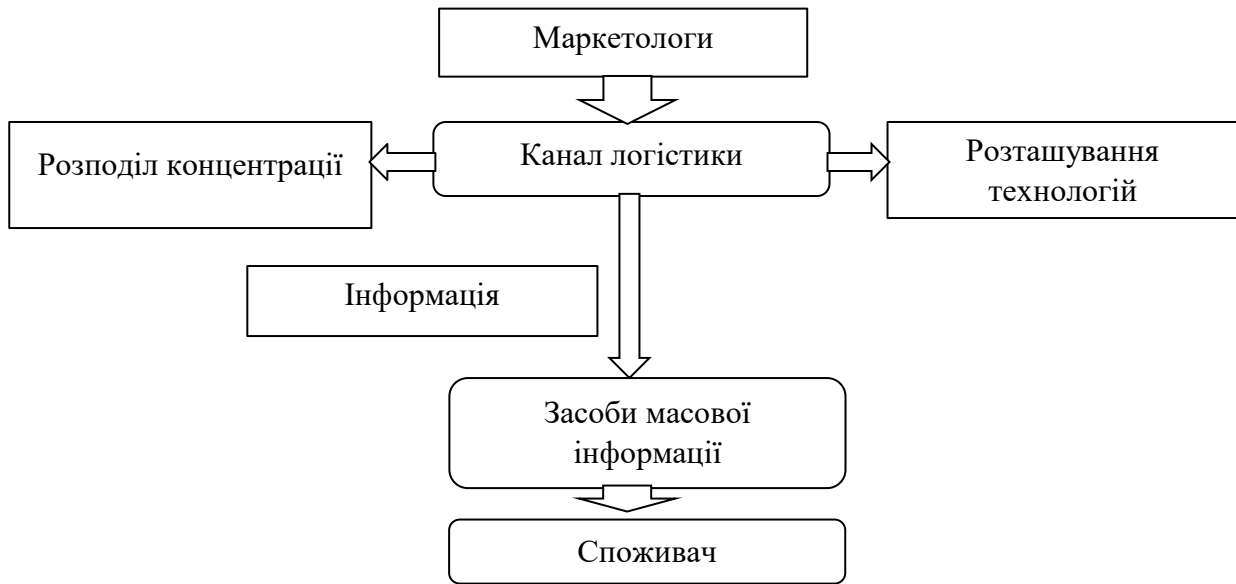 Маркетологи
Розподіл концентрації
Канал логістики
Розташування
технологій
Інформація
Засоби масової
інформації
Споживач